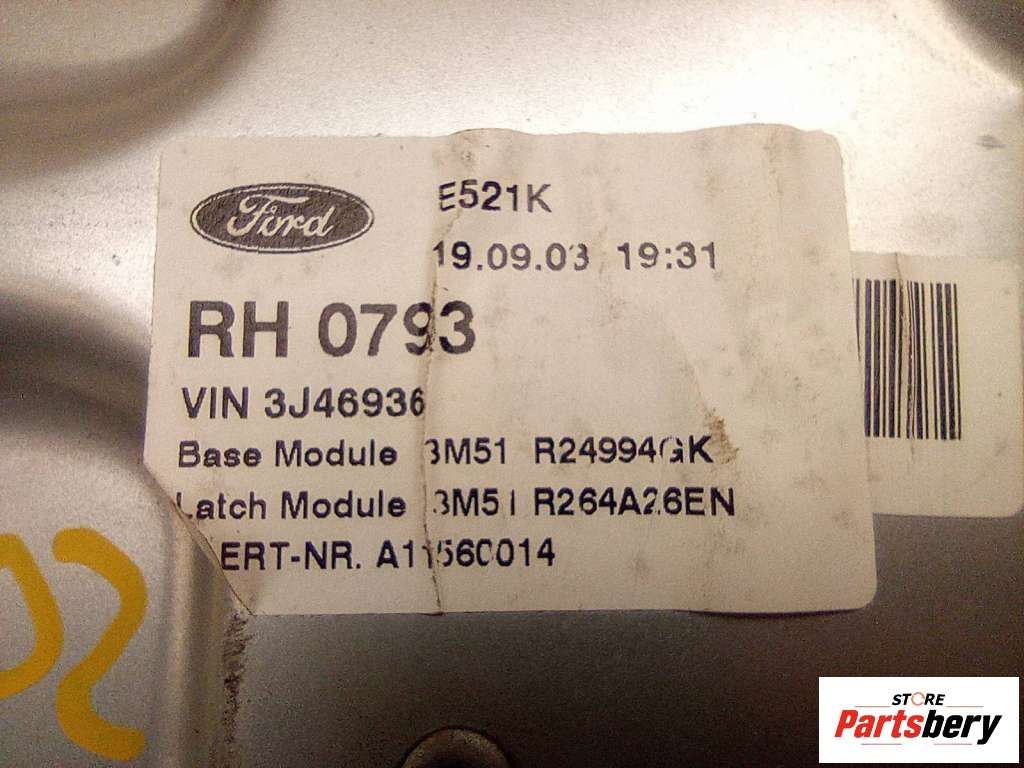 Ford
E521K
19.09.03 19:31
RH 0793
VIN 3J46936
Base Module 3M51 R24994GK
Latch Module 3M51 R264A26EN
ERT-NR. A11560014
02
STORE
Partsbery